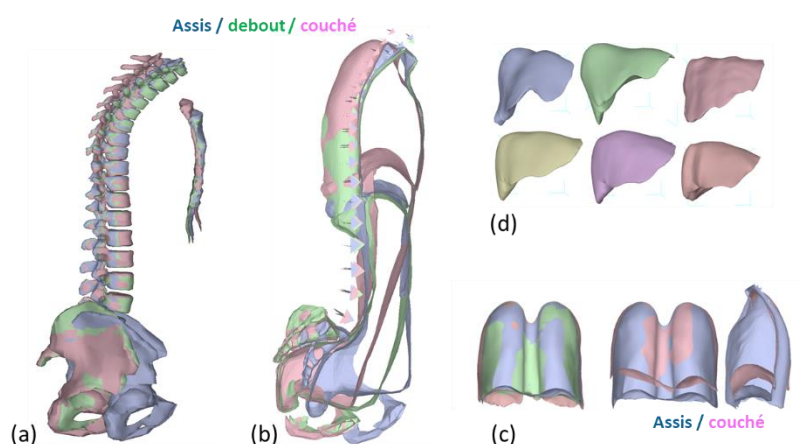 Assis / debout / couché
(d)
(a)
(b)
(c)
Assis / couché